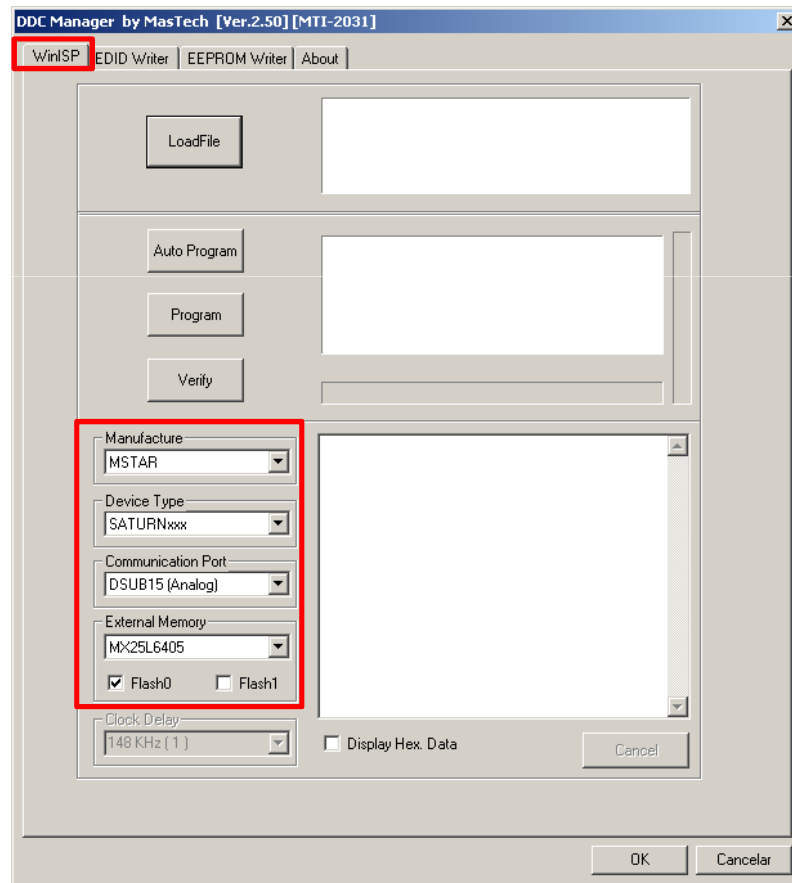 DDC Manager by MasTech [Ver.2.50] [MTI-2031]
WinISP EDID Writer EEPROM Writer About
LoadFile
Auto Program
Program
Verify
Manufacture
MSTAR
Device Type
SATURNxxx
Communication Port
DSUB15 (Analog)
External Memory
MX25L6405
Flash0 Flash1
Clock Delay
148 KHz ( 1 )
Display Hex. Data
Cancel
OK Cancelar